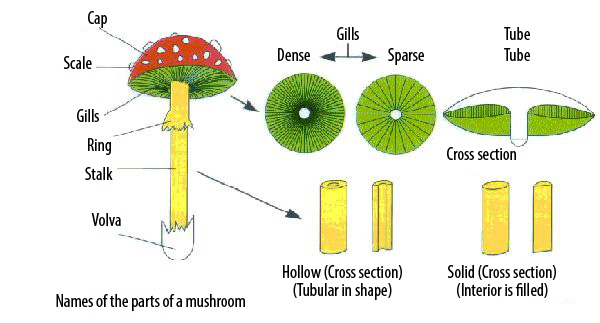 Cap
Scale
Gills
Ring
Stalk
Volva
Names of the parts of a mushroom
Gills
Dense
Sparse
Tube
Tube
Cross section
Hollow (Cross section)
(Tubular in shape)
Solid (Cross section)
(Interior is filled)